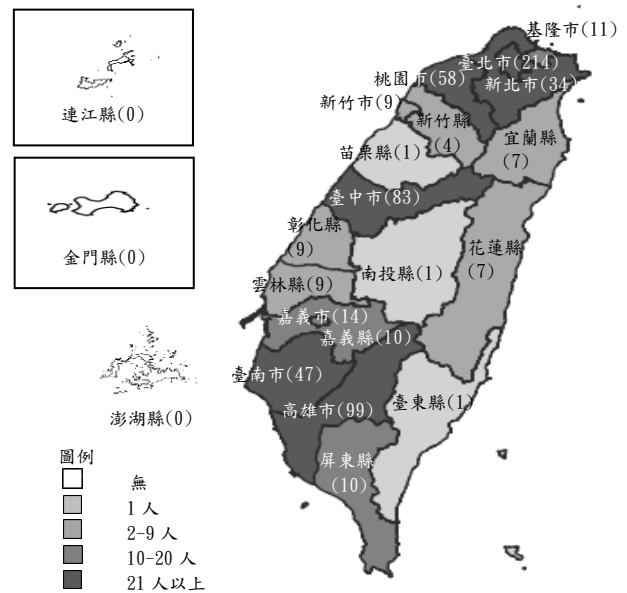 基隆市(11)
臺北市(214)
桃園市(58)
新北市(34)
新竹市(9)
新竹縣
(4)
宜蘭縣
(7)
苗栗縣(1)
連江縣(0)
臺中市(83)
彰化縣
(9)
花蓮縣
(7)
金門縣(0)
南投縣(1)
雲林縣(9)
嘉義市(14)
嘉義縣(10)
臺南市(47)
臺東縣(1)
高雄市(99)
澎湖縣(0)
屏東縣
(10)
圖例
無
1 人
2-9 人
10-20 人
21 人以上